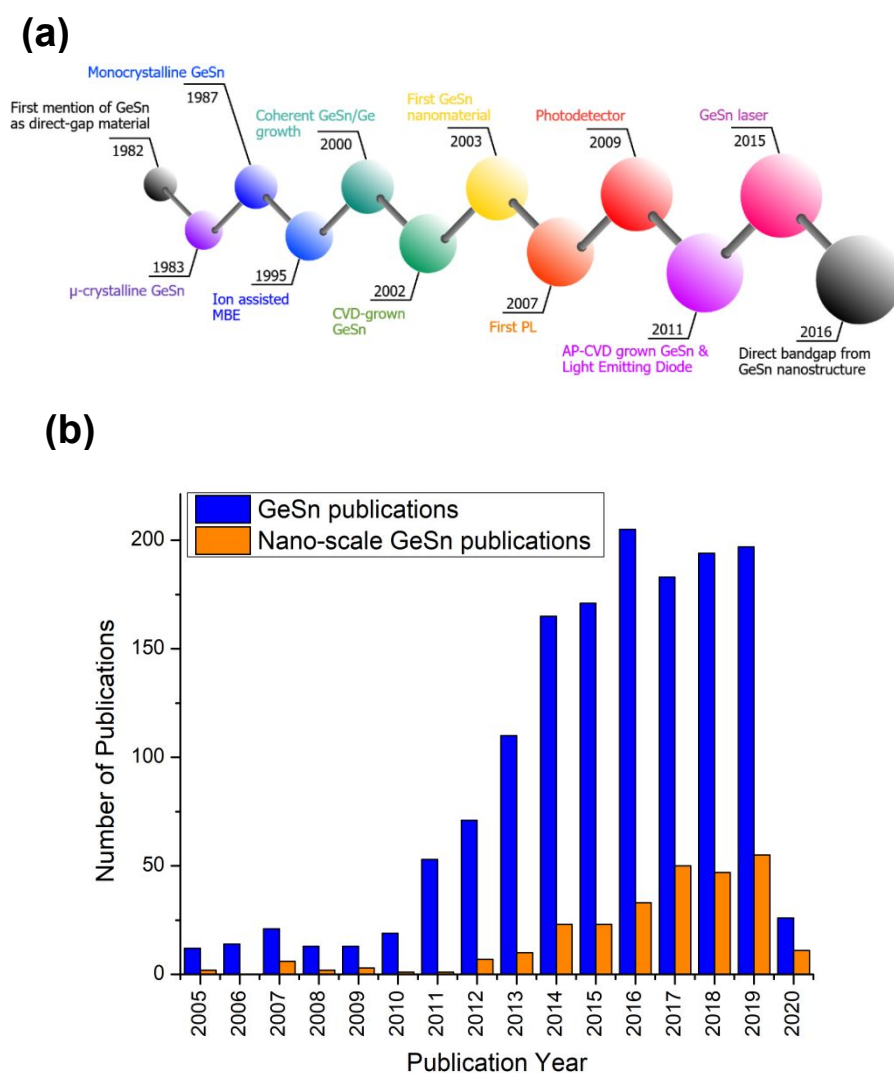 (a)
Monocrystalline GeSn
1987
First mention of GeSn
as direct-gap material
1982
Coherent GeSn/Ge
growth
2000
First GeSn
nanomaterial
2003
Photodetector
2009
GeSn laser
2015
1983
μ-crystalline GeSn
1995
Ion assisted
MBE
2002
CVD-grown
GeSn
2007
First PL
2011
AP-CVD grown GeSn &
Light Emitting Diode
2016
Direct bandgap from
GeSn nanostructure
(b)
GeSn publications
Nano-scale GeSn publications
Number of Publications
200
150
100
50
0
2005
2006
2007
2008
2009
2010
2011
2012
2013
2014
2015
2016
2017
2018
2019
2020
Publication Year